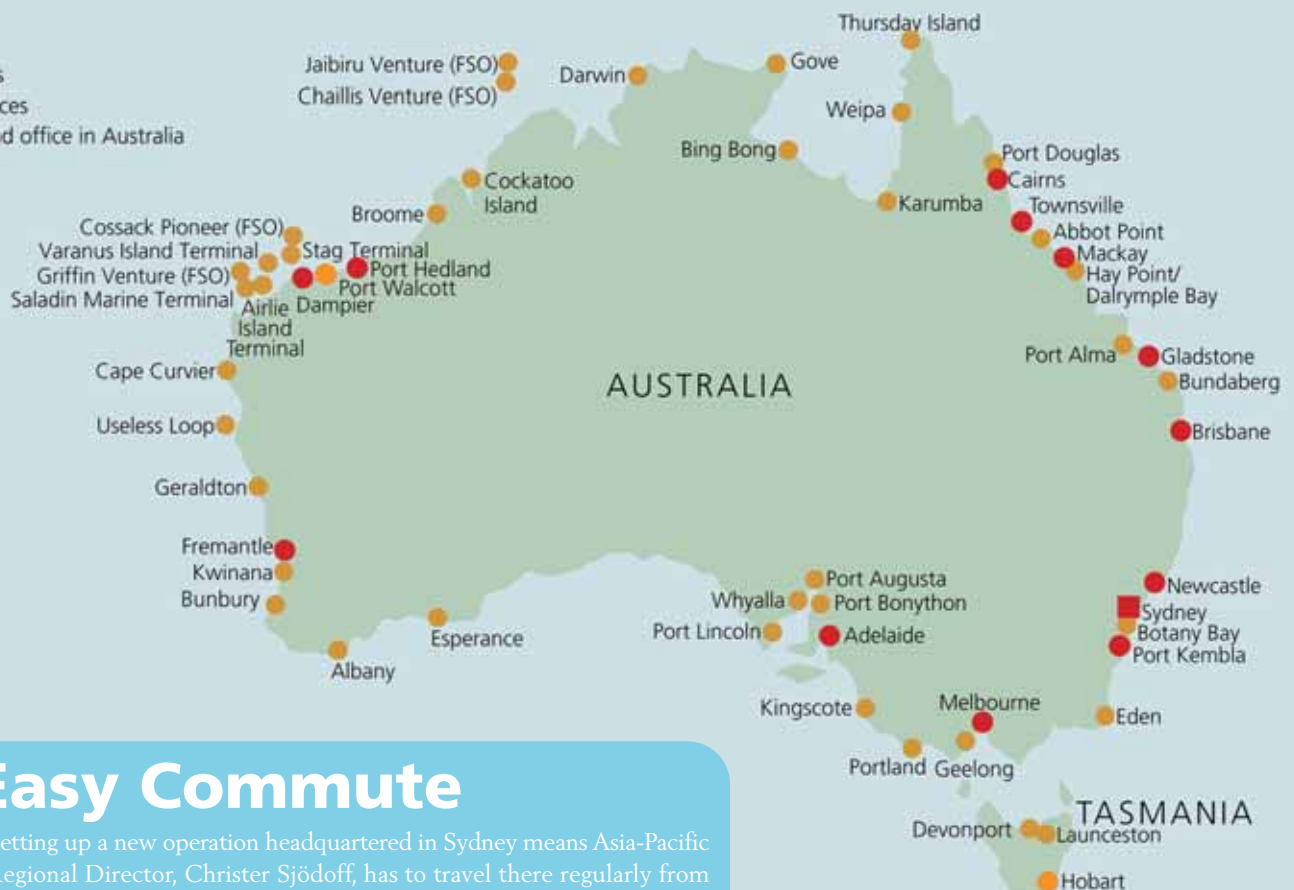 Thursday Island
Jaibiru Venture (FSO)
Chaillis Venture (FSO)
Darwin
Gove
Weipa
office in Australia
Bing Bong
Port Douglas
Cairns
Cockatoo
Island
Karumba
Townsville
Broome
Abbot Point
Cossack Pioneer (FSO)
Varanus Island Terminal
Stag Terminal
Mackay
Griffin Venture (FSO)
Port Hedland
Hay Point/
Dalrymple Bay
Saladin Marine Terminal
Port Walcott
Airlie
Island
Terminal
Dampier
Port Alma
Gladstone
Cape Curvier
AUSTRALIA
Bundaberg
Useless Loop
Brisbane
Geraldton
Fremantle
Kwinana
Bunbury
Port Augusta
Newcastle
Whyalla
Port Bonython
Sydney
Esperance
Port Lincoln
Adelaide
Botany Bay
Port Kembla
Albany
Kingscote
Melbourne
Eden
Portland
Geelong
Easy Commute
TASMANIA
Devonport
Launceston
etting up a new operation headquartered in Sydney means Asia-Pacific
egional Director, Christer Sjödoff, has to travel there regularly from
Hobart